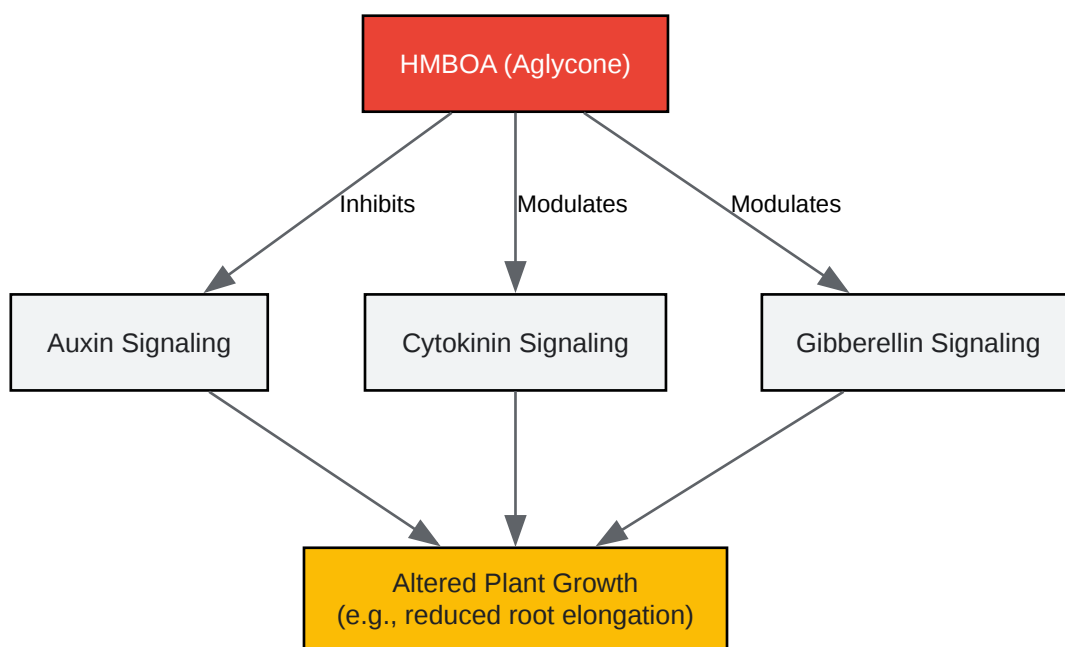 HMBOA (Aglycone)
Inhibits
Modulates
Modulates
Auxin Signaling
Cytokinin Signaling
Gibberellin Signaling
Altered Plant Growth
(e.g., reduced root elongation)